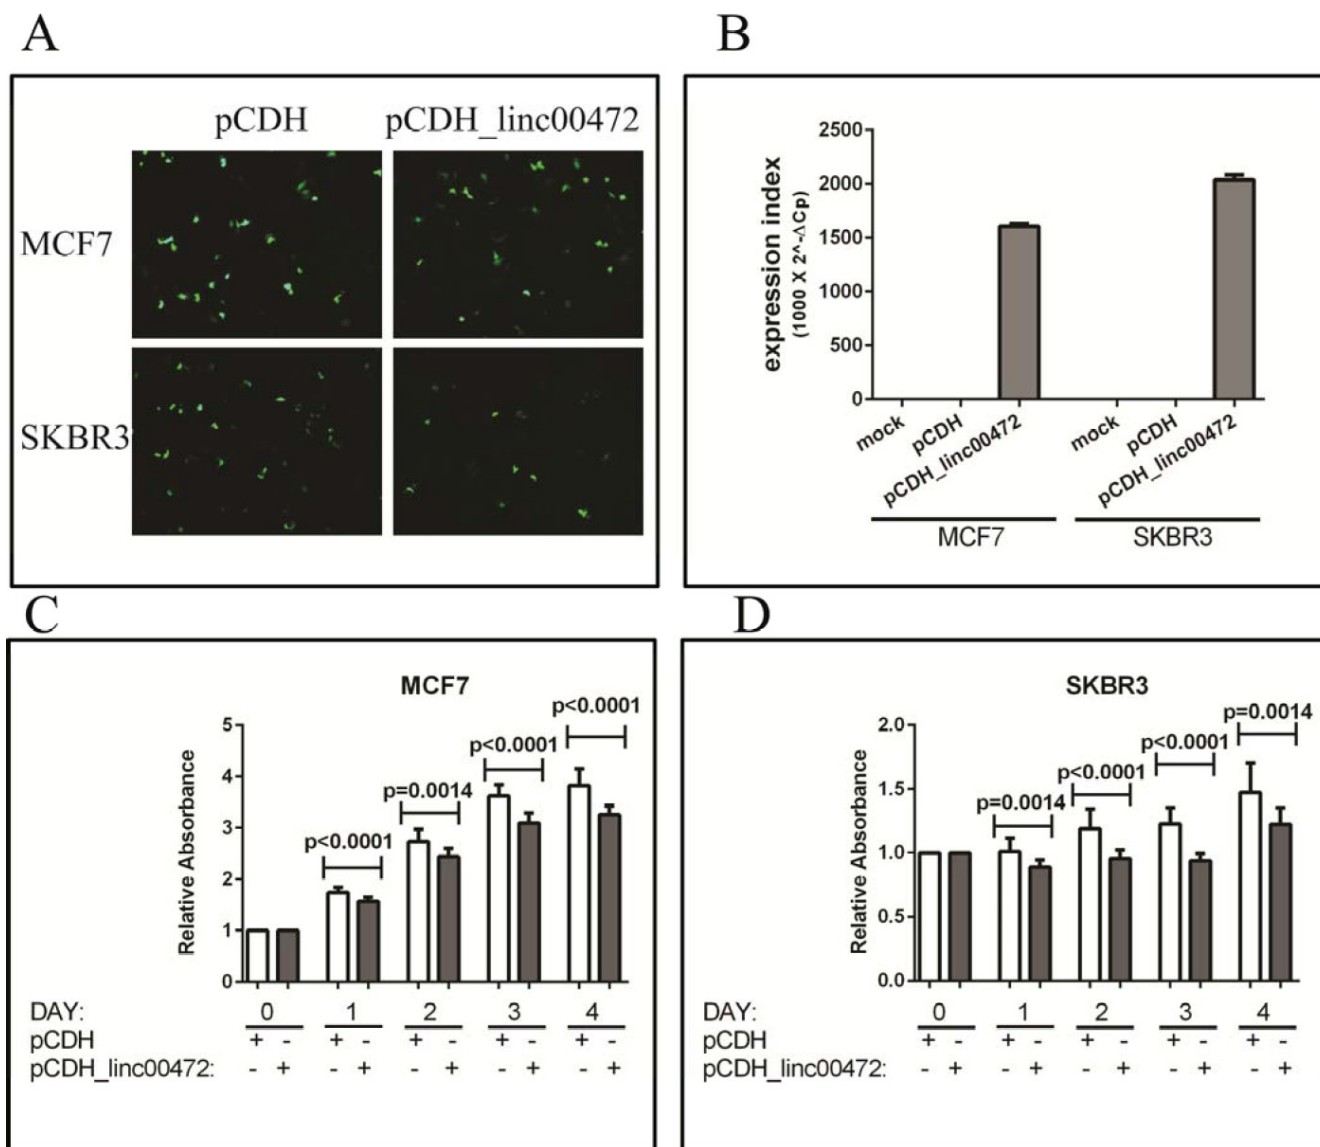 A
pCDH pCDH_linc00472
MCF7
SKBR3
B
2500
2000
1500
1000
500
0
expression index
(1000 X 2^-ΔCp)
mock pCDH pCDH_linc00472 mock pCDH pCDH_linc00472
MCF7 SKBR3
C
MCF7
p<0.0001
p<0.0001
p=0.0014
p<0.0001
5
4
3
2
1
0
Relative Absorbance
DAY: 0 1 2 3 4
pCDH + - + - + - + - + -
pCDH_linc00472: - + - + - + - + - +
D
SKBR3
p=0.0014
p<0.0001
p<0.0001
p=0.0014
2.0
1.5
1.0
0.5
0.0
Relative Absorbance
DAY: 0 1 2 3 4
pCDH + - + - + - + - + -
pCDH_linc00472: - + - + - + - + - +